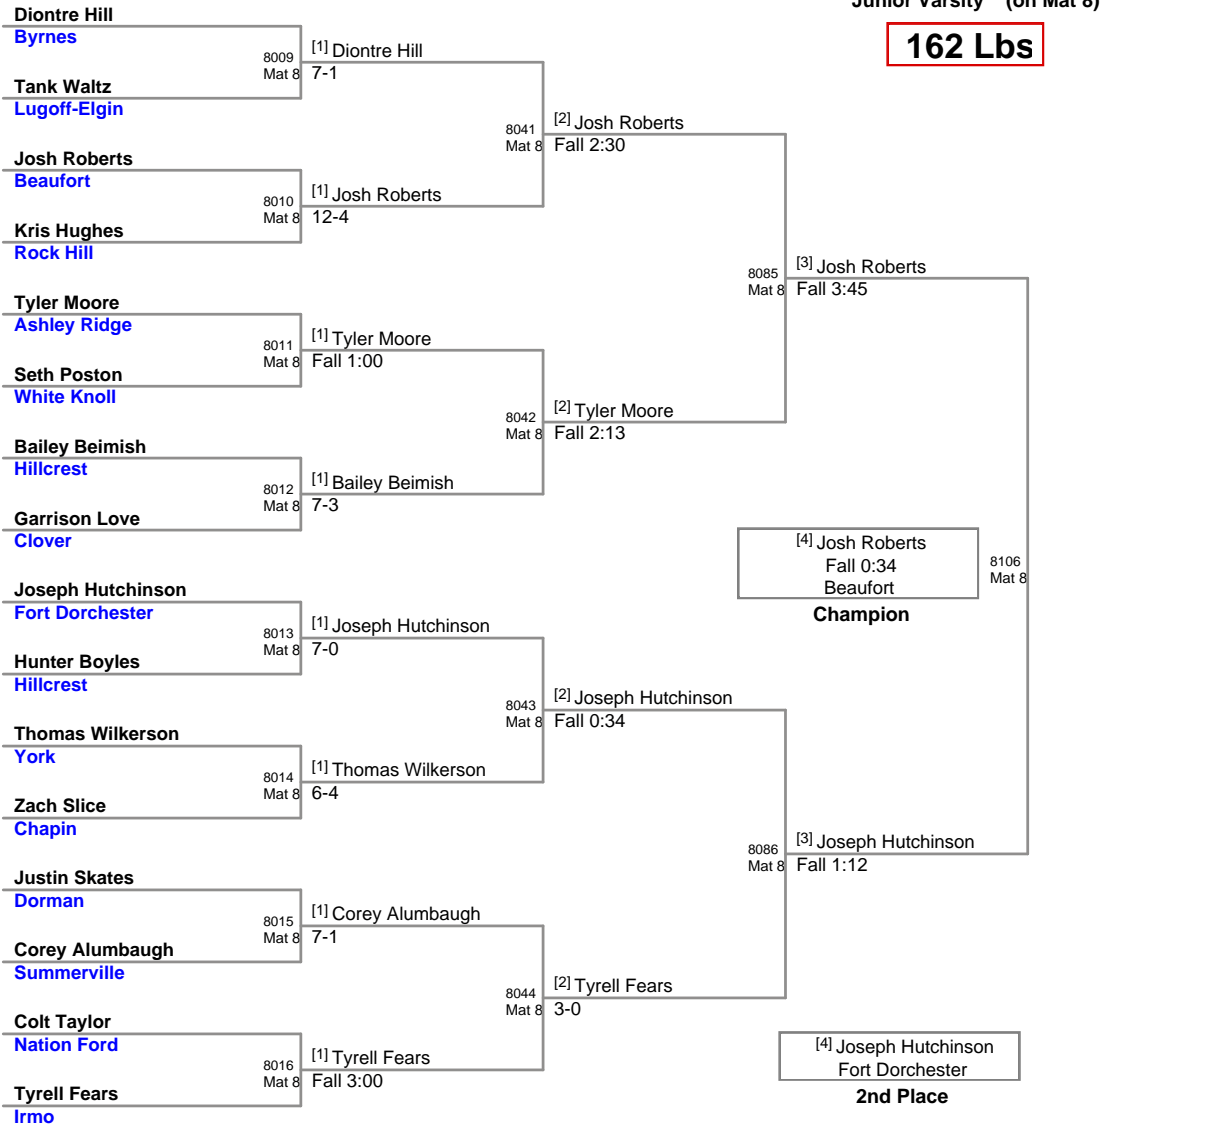 Junior Varsity (on Mat 8)
162 Lbs
Diontre Hill
Byrnes
8009
Mat 8
[1] Diontre Hill
7-1
Tank Waltz
Lugoff-Elgin
8041
Mat 8
[2] Josh Roberts
Fall 2:30
Josh Roberts
Beaufort
8010
Mat 8
[1] Josh Roberts
12-4
Kris Hughes
Rock Hill
8085
Mat 8
[3] Josh Roberts
Fall 3:45
Tyler Moore
Ashley Ridge
8011
Mat 8
[1] Tyler Moore
Fall 1:00
Seth Poston
White Knoll
8042
Mat 8
[2] Tyler Moore
Fall 2:13
Bailey Beimish
Hillcrest
8012
Mat 8
[1] Bailey Beimish
7-3
Garrison Love
Clover
[4] Josh Roberts
Fall 0:34
Beaufort
Champion
8106
Mat 8
Joseph Hutchinson
Fort Dorchester
8013
Mat 8
[1] Joseph Hutchinson
7-0
Hunter Boyles
Hillcrest
8043
Mat 8
[2] Joseph Hutchinson
Fall 0:34
Thomas Wilkerson
York
8014
Mat 8
[1] Thomas Wilkerson
6-4
Zach Slice
Chapin
8086
Mat 8
[3] Joseph Hutchinson
Fall 1:12
Justin Skates
Dorman
8015
Mat 8
[1] Corey Alumbaugh
7-1
Corey Alumbaugh
Summerville
8044
Mat 8
[2] Tyrell Fears
3-0
Colt Taylor
Nation Ford
8016
Mat 8
[1] Tyrell Fears
Fall 3:00
Tyrell Fears
Irmo
[4] Joseph Hutchinson
Fort Dorchester
2nd Place